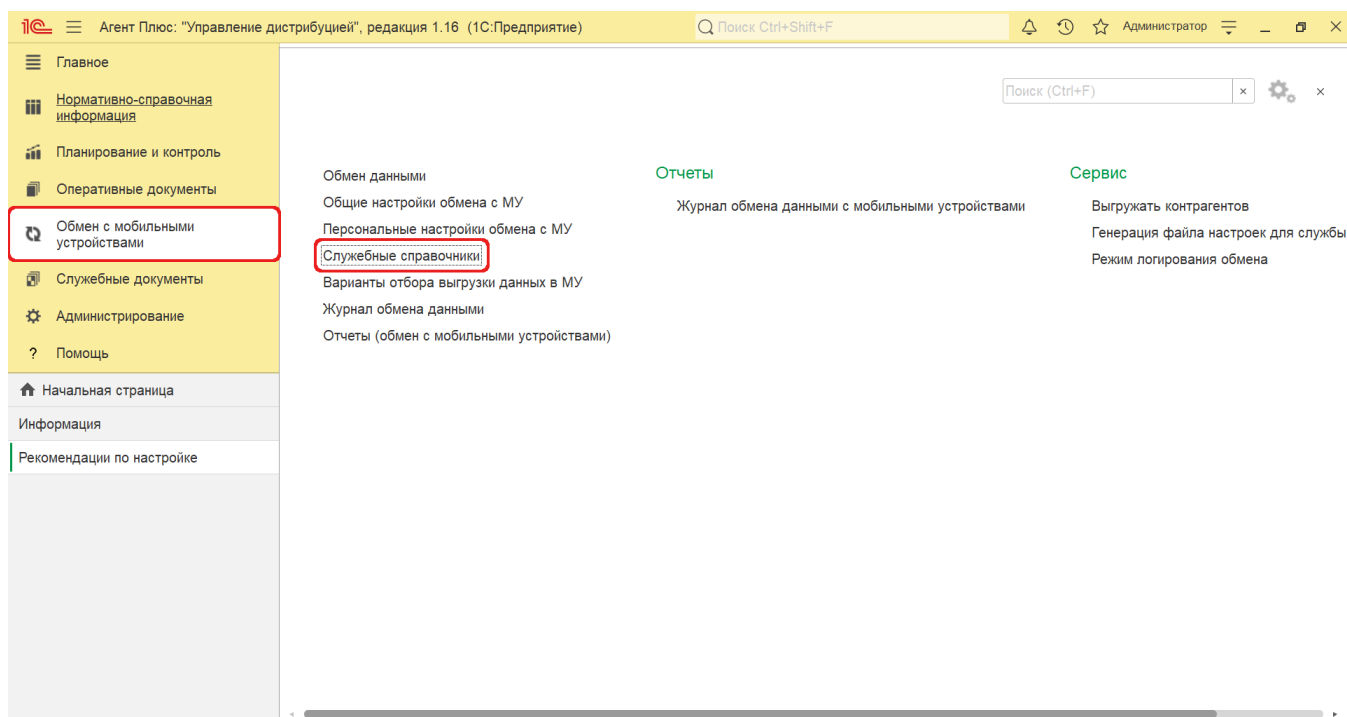 1С Агент Плюс: "Управление дистрибуцией", редакция 1.16 (1С:Предприятие)
Поиск Ctrl+Shift+F
Администратор
Главное
Нормативно-справочная
информация
Планирование и контроль
Оперативные документы
Обмен с мобильными
устройствами
Служебные документы
Администрирование
? Помощь
Начальная страница
Информация
Рекомендации по настройке
Поиск (Ctrl+F)
Обмен данными
Общие настройки обмена с МУ
Персональные настройки обмена с МУ
Служебные справочники
Варианты отбора выгрузки данных в МУ
Журнал обмена данными
Отчеты (обмен с мобильными устройствами)
Отчеты
Журнал обмена данными с мобильными устройствами
Сервис
Выгружать контрагентов
Генерация файла настроек для службы
Режим логирования обмена